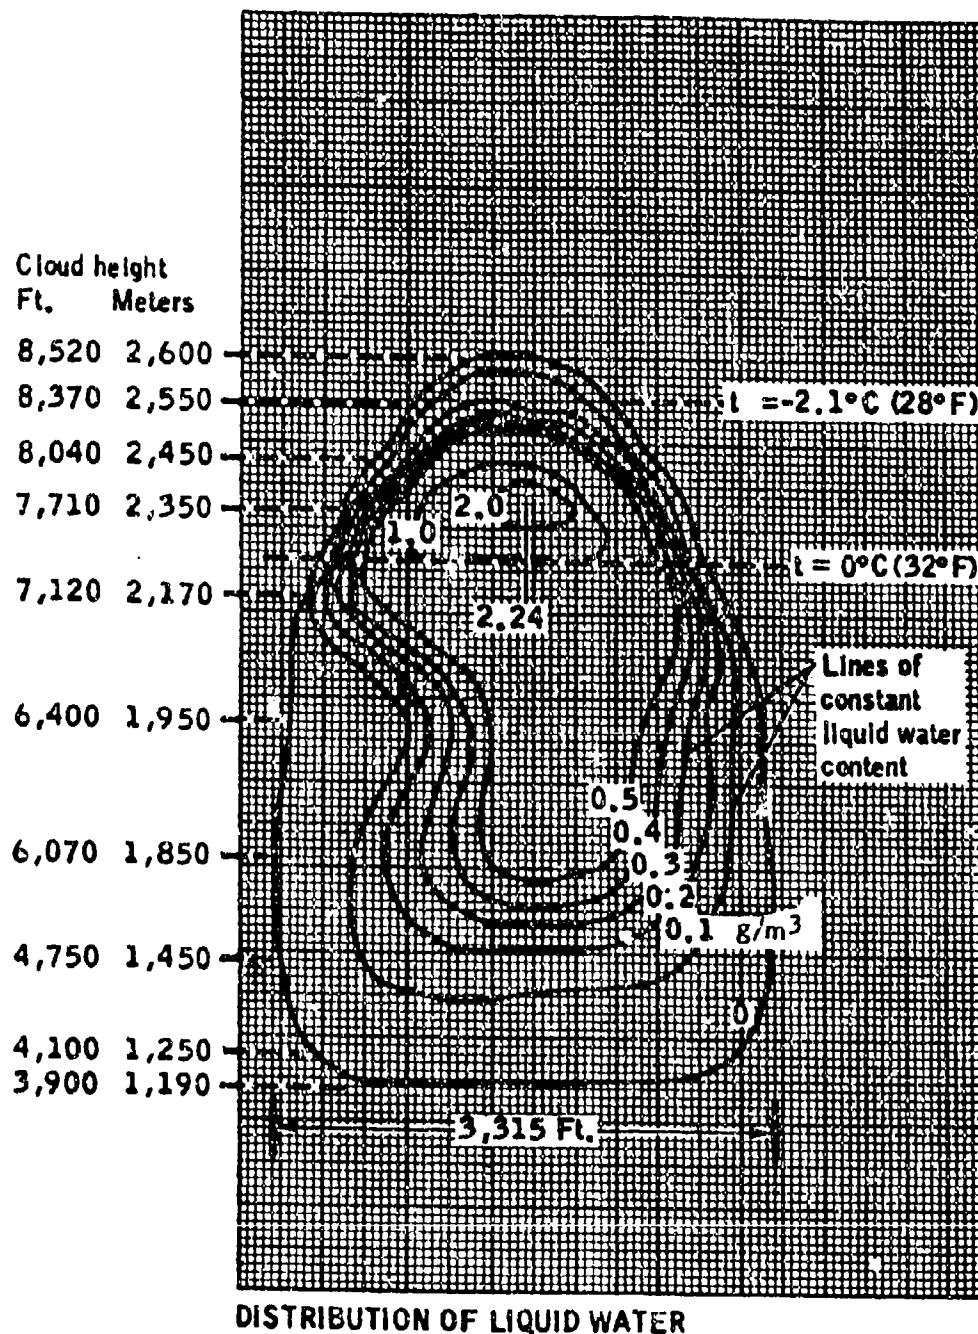 Cloud height
Ft. Meters
8,520 2,600
8,370 2,550
t = -2.1°C (28°F)
8,040 2,450
7,710 2,350
2.0
1.0
t = 0°C (32°F)
7,120 2,170
2.24
Lines of
constant
liquid water
content
6,400 1,950
0.5
0.4
6,070 1,850
0.3
0.2
0.1 g/m³
4,750 1,450
0
4,100 1,250
3,900 1,190
3,315 Ft.
DISTRIBUTION OF LIQUID WATER